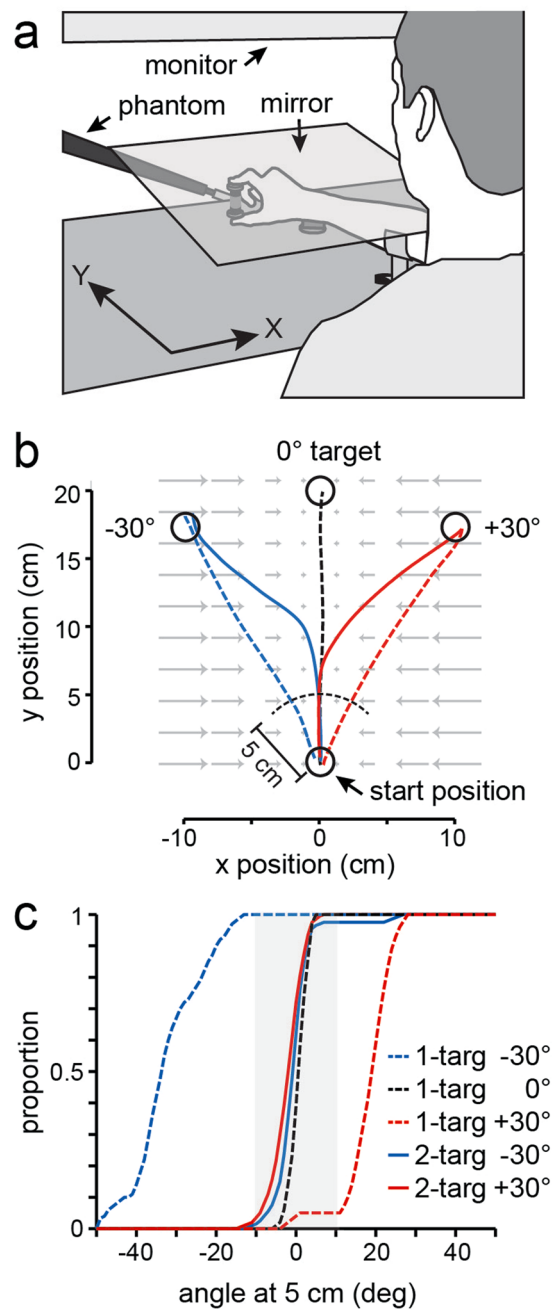 a
monitor
phantom
mirror
Y
X
b
0° target
20
-30°
+30°
15
y position (cm)
10
5
5 cm
0
start position
-10
0
10
x position (cm)
c
1
proportion
0.5
1-targ -30°
1-targ 0°
1-targ +30°
2-targ -30°
2-targ +30°
0
-40
-20
0
20
40
angle at 5 cm (deg)